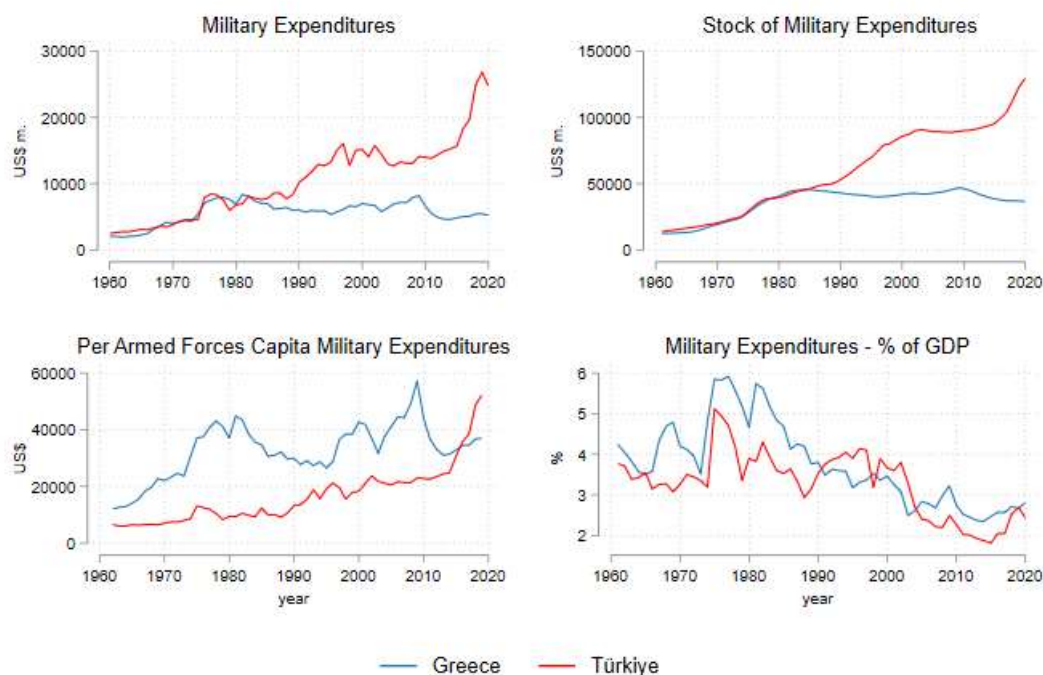 Military Expenditures
30000
20000
10000
0
US$ m.
1960 1970 1980 1990 2000 2010 2020
Stock of Military Expenditures
150000
100000
50000
0
US$ m.
1960 1970 1980 1990 2000 2010 2020
Per Armed Forces Capita Military Expenditures
60000
40000
20000
0
US$
1960 1970 1980 1990 2000 2010 2020
year
Military Expenditures - % of GDP
6
5
4
3
2
%
1960 1970 1980 1990 2000 2010 2020
year
Greece Türkiye